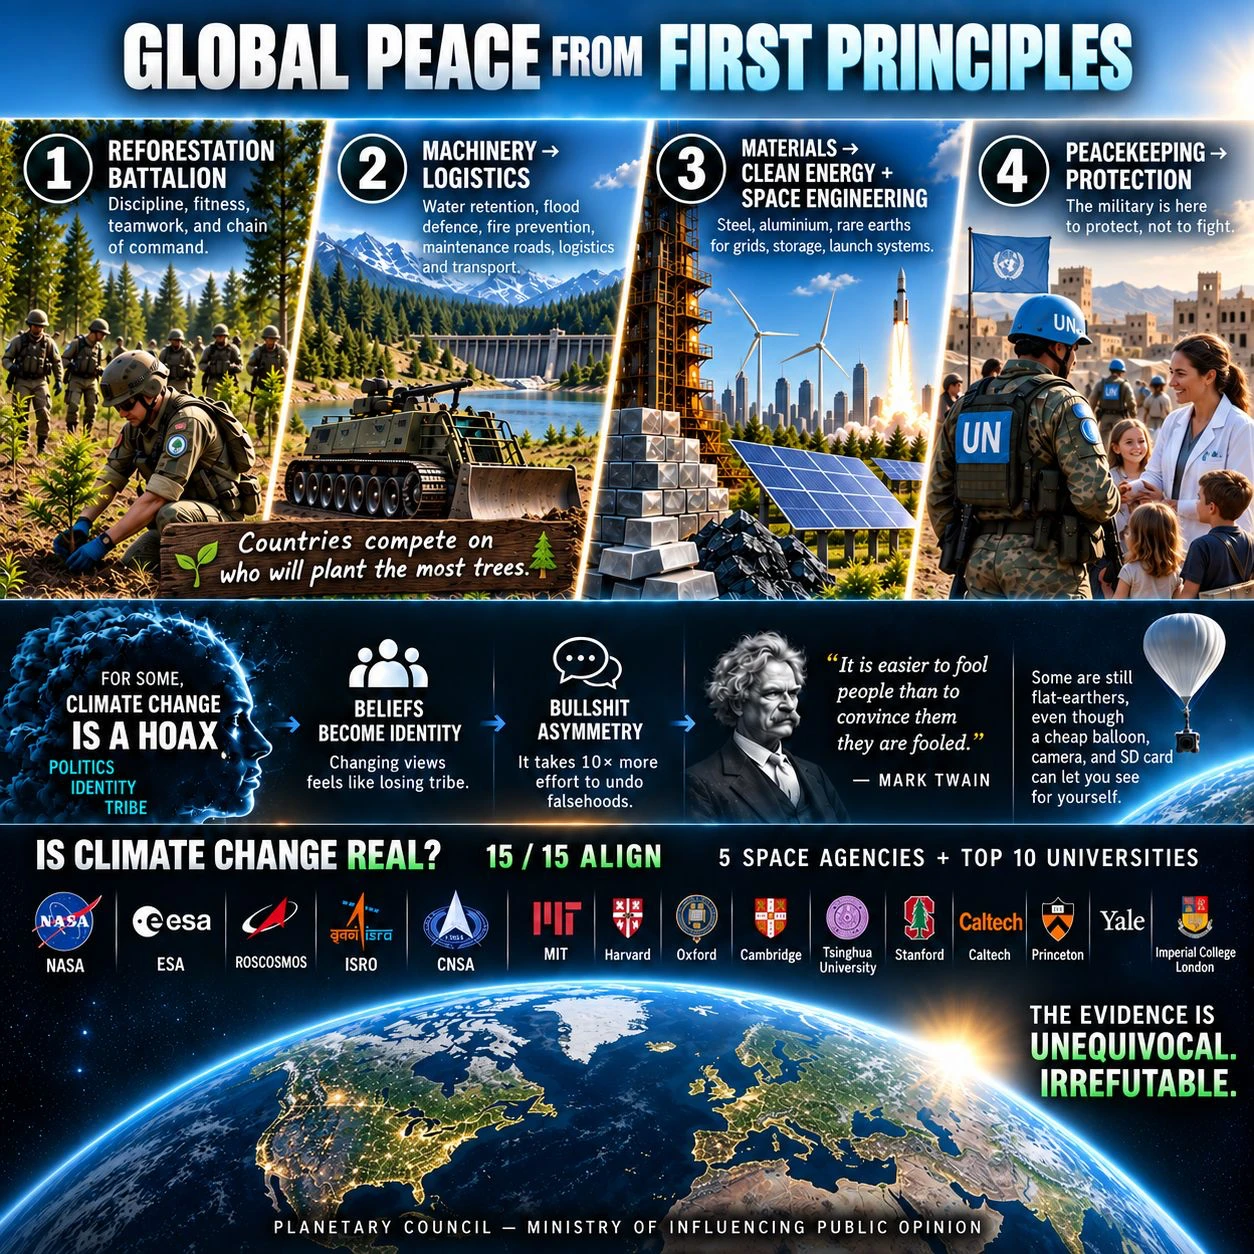 GLOBAL PEACE FROM FIRST PRINCIPLES
1
REFORESTATION
BATTALION
Discipline, fitness,
teamwork, and chain
of command.
2
MACHINERY →
LOGISTICS
Water retention, flood
defence, fire prevention,
maintenance roads, logistics
and transport.
3
MATERIALS →
CLEAN ENERGY +
SPACE ENGINEERING
Steel, aluminium, rare earths
for grids, storage, launch systems.
4
PEACEKEEPING →
PROTECTION
The military is here
to protect, not to fight.
UN
UN
Countries compete on
who will plant the most trees.
FOR SOME,
CLIMATE CHANGE
IS A HOAX
POLITICS
IDENTITY
TRIBE
BELIEFS
BECOME IDENTITY
Changing views
feels like losing tribe.
BULLSHIT
ASYMMETRY
It takes 10× more
effort to undo
falsehoods.
“It is easier to fool
people than to
convince them
they are fooled.”
— MARK TWAIN
Some are still
flat-earthers,
even though
a cheap balloon,
camera, and SD card
can let you see
for yourself.
IS CLIMATE CHANGE REAL?
15 / 15 ALIGN
5 SPACE AGENCIES + TOP 10 UNIVERSITIES
NASA
NASA
esa
ESA
ROSCOSMOS
isra
ISRO
CNSA
MIT
MIT
Harvard
Oxford
Cambridge
Tsinghua
University
Stanford
Caltech
Caltech
Princeton
Yale
Imperial College
London
THE EVIDENCE IS
UNEQUIVOCAL.
IRREFUTABLE.
PLANETARY COUNCIL — MINISTRY OF INFLUENCING PUBLIC OPINION